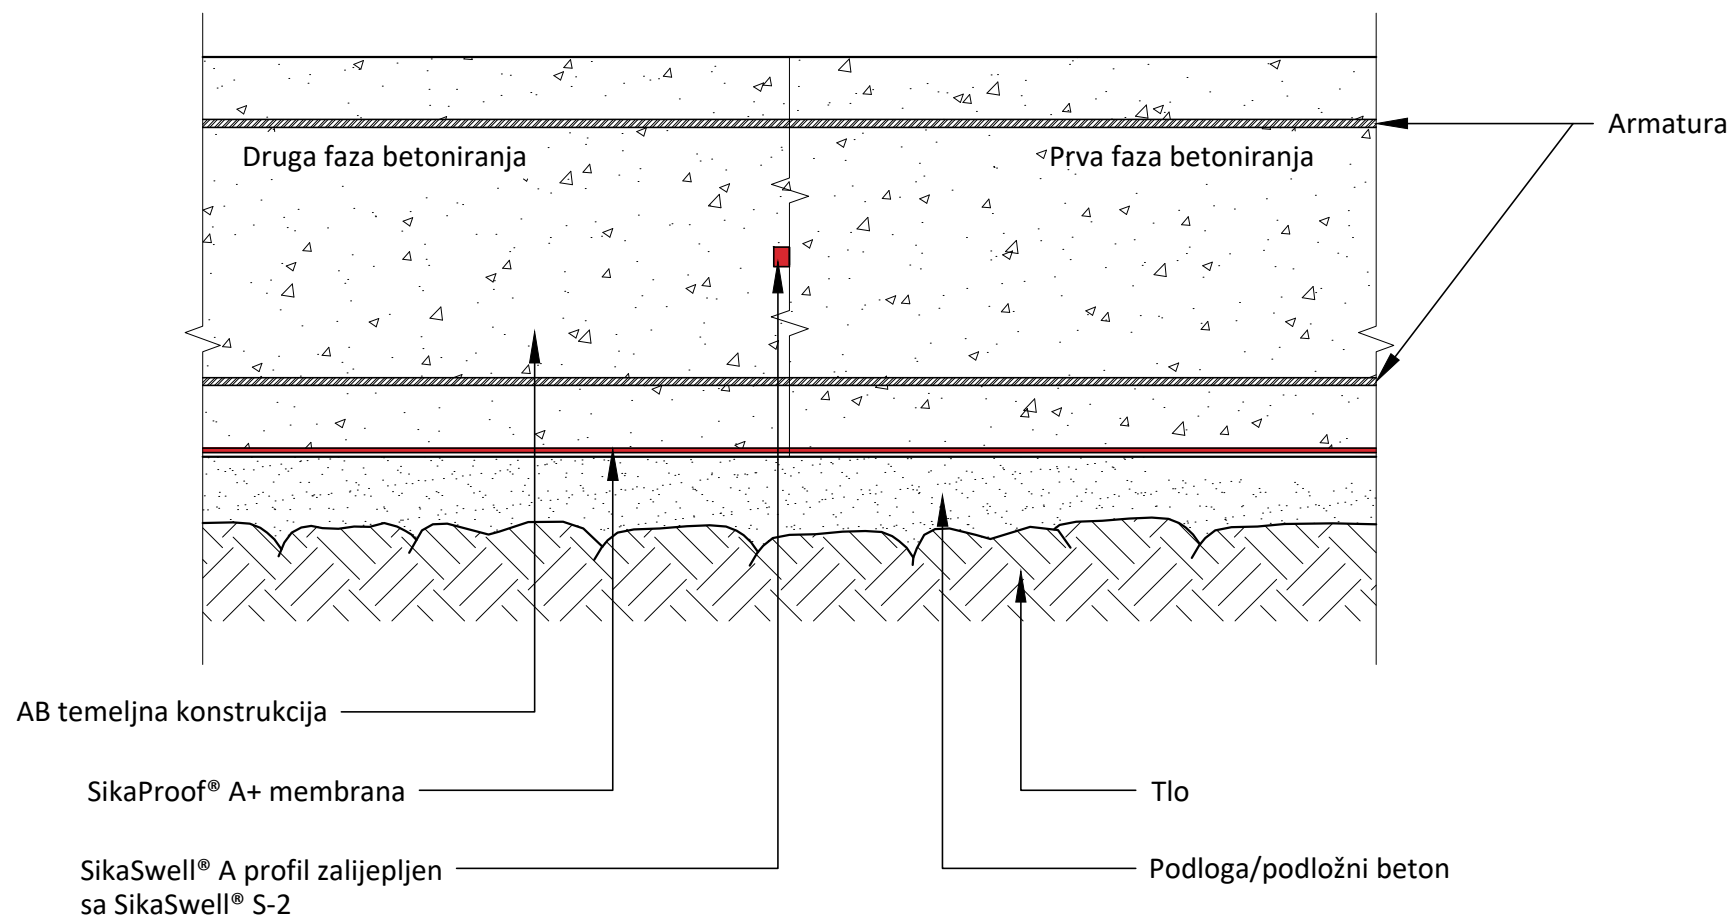 Armatura
Druga faza betoniranja
Prva faza betoniranja
AB temeljna konstrukcija
SikaProof® A+ membrana
Tlo
SikaSwell® A profil zalijepljen
sa SikaSwell® S-2
Podloga/podložni beton